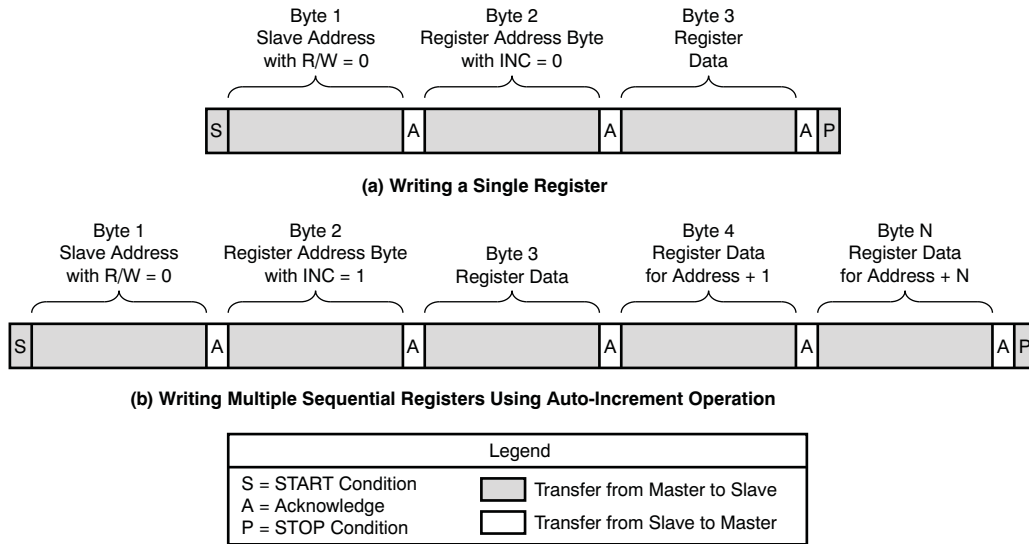 Byte 1
Slave Address
with R/W = 0
Byte 2
Register Address Byte
with INC = 0
Byte 3
Register
Data
S
A
A
A
P
(a) Writing a Single Register
Byte 1
Slave Address
with R/W = 0
Byte 2
Register Address Byte
with INC = 1
Byte 3
Register Data
Byte 4
Register Data
for Address + 1
Byte N
Register Data
for Address + N
S
A
A
A
A
A
P
(b) Writing Multiple Sequential Registers Using Auto-Increment Operation
Legend
S = START Condition
A = Acknowledge
P = STOP Condition
Transfer from Master to Slave
Transfer from Slave to Master